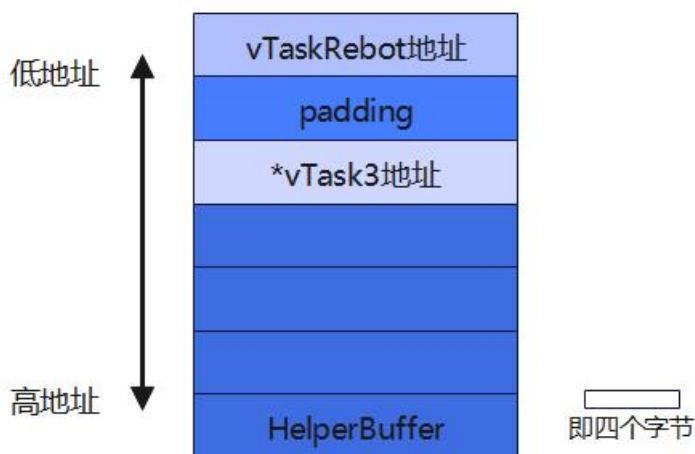 vTaskRebot地址
低地址
padding
*vTask3地址
高地址
HelperBuffer
即四个字节